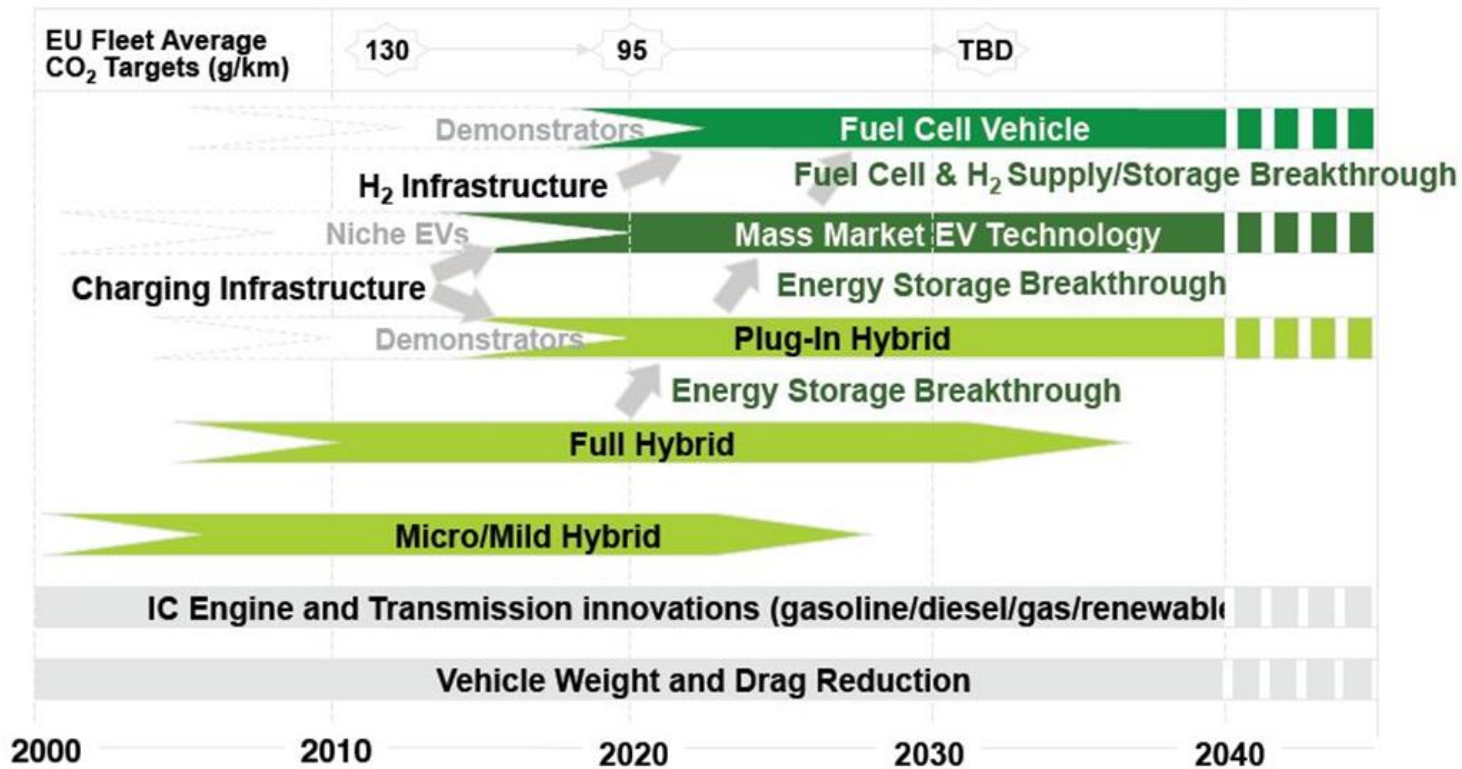 EU Fleet Average
CO₂ Targets (g/km)
130
95
TBD
Demonstrators
Fuel Cell Vehicle
H₂ Infrastructure
Fuel Cell & H₂ Supply/Storage Breakthrough
Niche EVs
Mass Market EV Technology
Charging Infrastructure
Energy Storage Breakthrough
Demonstrators
Plug-In Hybrid
Energy Storage Breakthrough
Full Hybrid
Micro/Mild Hybrid
IC Engine and Transmission innovations (gasoline/diesel/gas/renewable
Vehicle Weight and Drag Reduction
2000
2010
2020
2030
2040